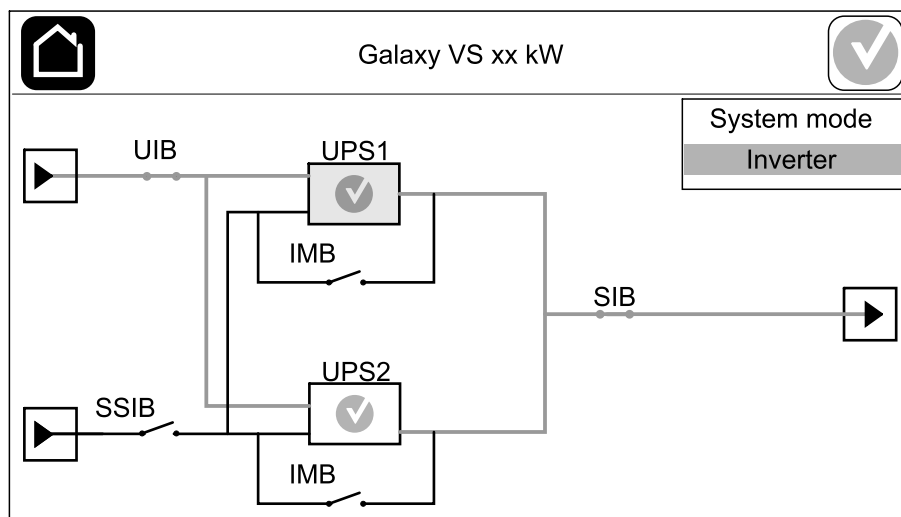 Galaxy VS xx kW
System mode
Inverter
UIB
UPS1
IMB
SIB
UPS2
SSIB
IMB